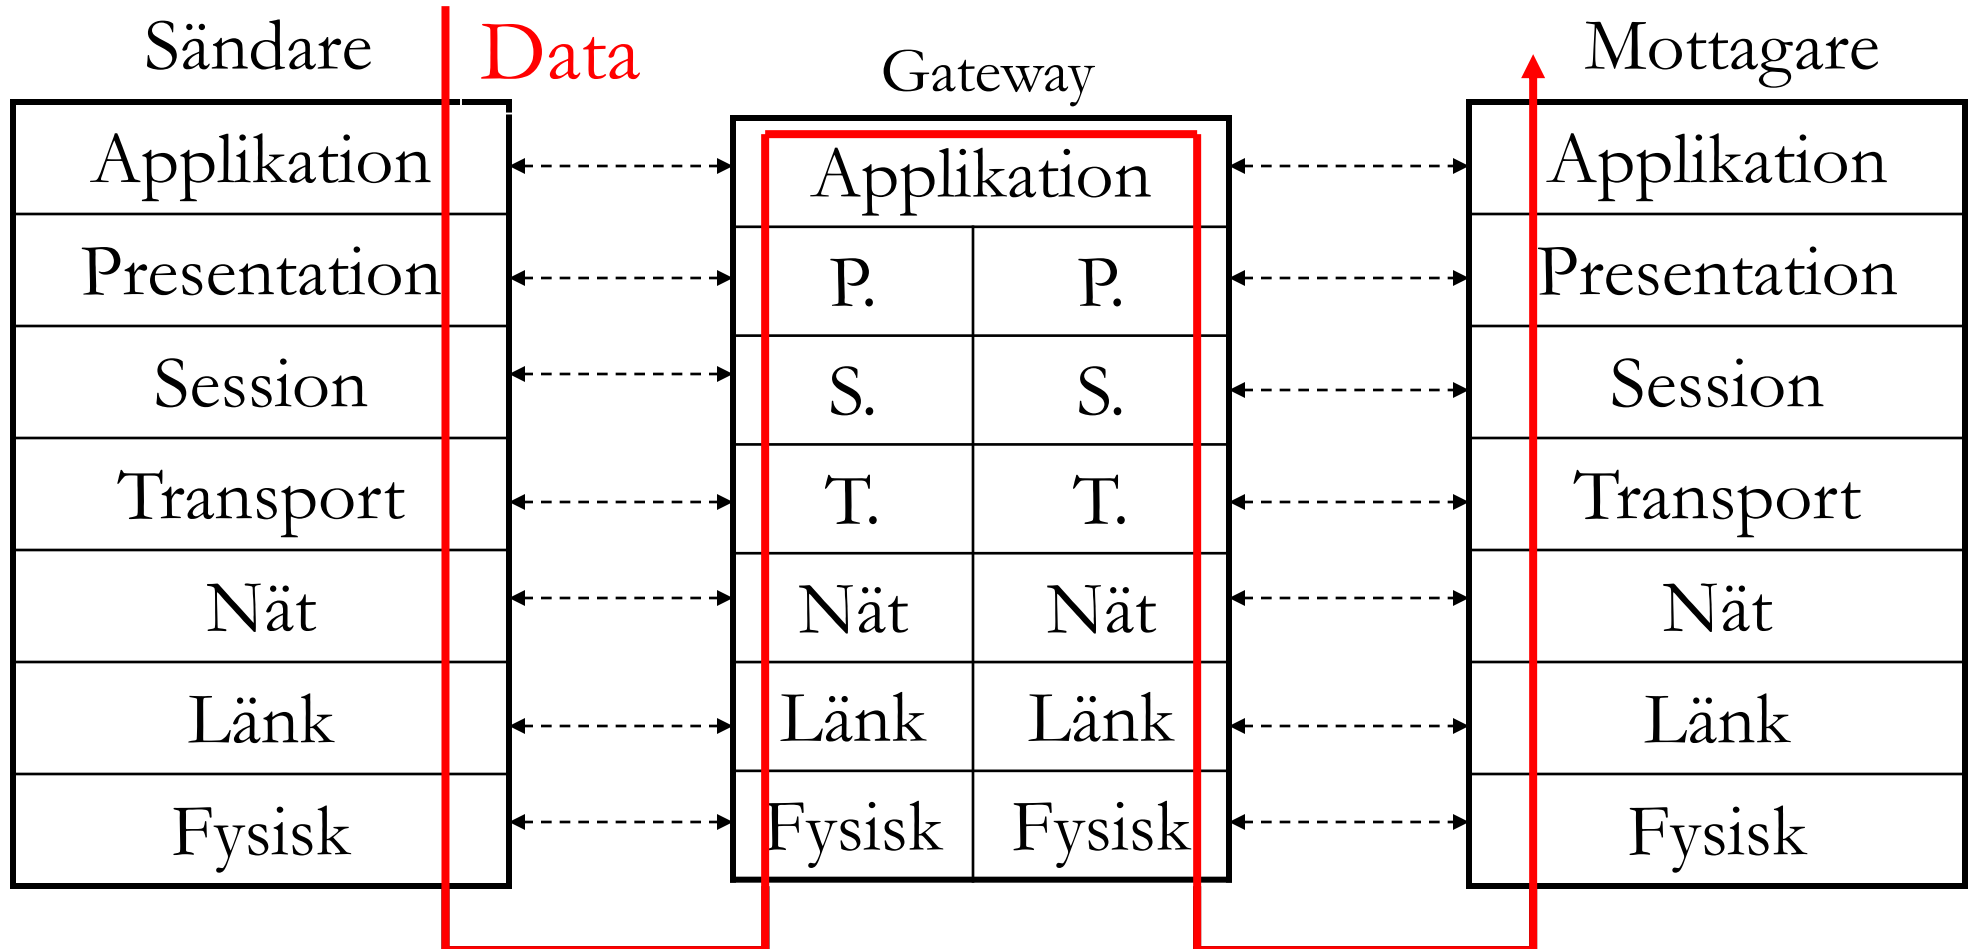 Sändare
Data
Gateway
Mottagare
Applikation
Presentation
Session
Transport
Nät
Länk
Fysisk
Applikation
P. P.
S. S.
T. T.
Nät Nät
Länk Länk
Fysisk Fysisk
Applikation
Presentation
Session
Transport
Nät
Länk
Fysisk